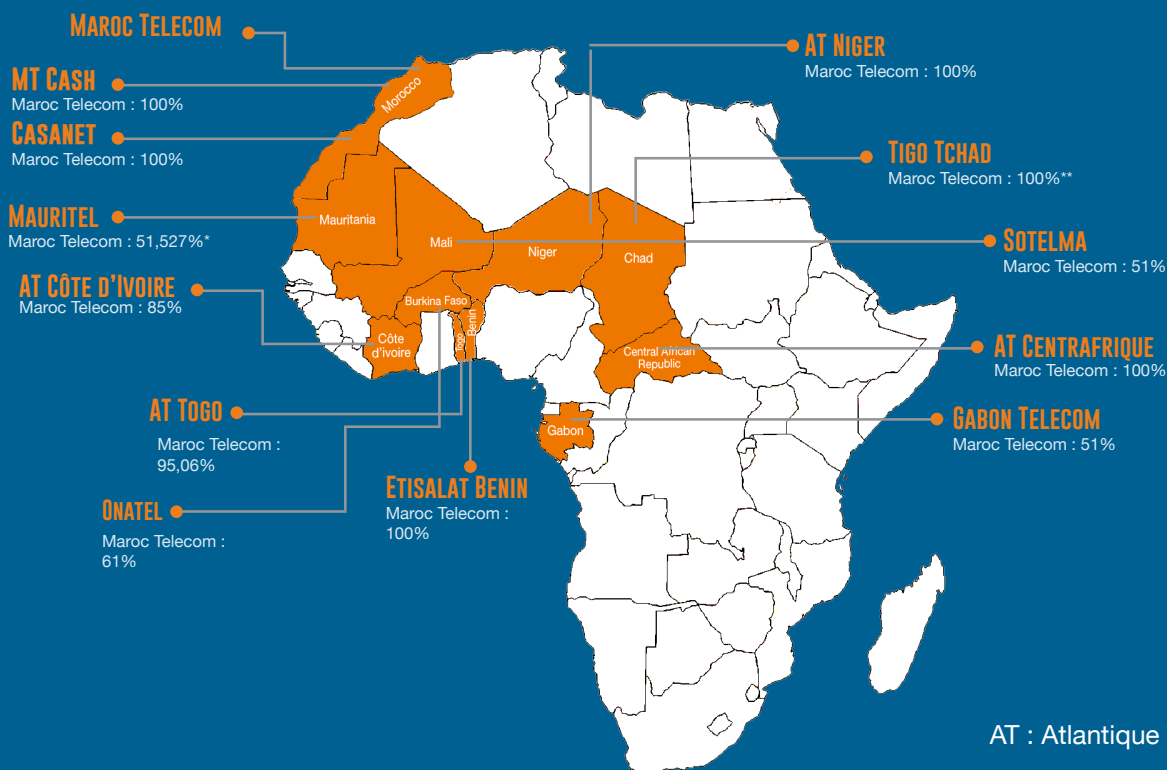 MAROC TELECOM
MT CASH
Maroc Telecom : 100%
CASANET
Maroc Telecom : 100%
MAURITEL
Maroc Telecom : 51,527%*
AT CÔTE D'IVOIRE
Maroc Telecom : 85%
AT TOGO
Maroc Telecom :
95,06%
ONATEL
Maroc Telecom :
61%
ETISALAT BENIN
Maroc Telecom :
100%
AT NIGER
Maroc Telecom : 100%
TIGO TCHAD
Maroc Telecom : 100%**
SOTELMA
Maroc Telecom : 51%
AT CENTRAFRIQUE
Maroc Telecom : 100%
GABON TELECOM
Maroc Telecom : 51%
Morocco
Mauritania
Mali
Niger
Chad
Burkina Faso
Benin
Togo
Côte
d'ivoire
Central African
Republic
Gabon
AT : Atlantique